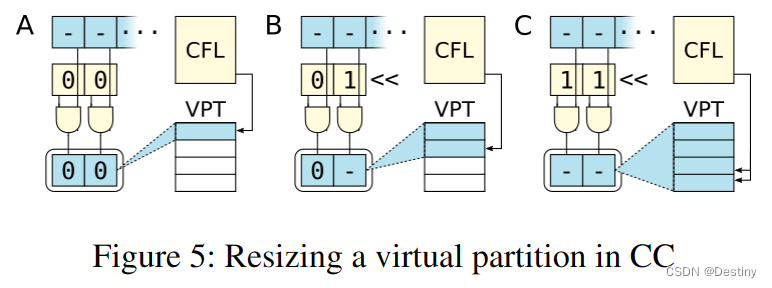 A - - ... CFL
0 0
VPT
0 0
B - - ... CFL
0 1 <<
VPT
0 -
C - - ... CFL
1 1 <<
VPT
- -
Figure 5: Resizing a virtual partition in CC
CSDN @Destiny